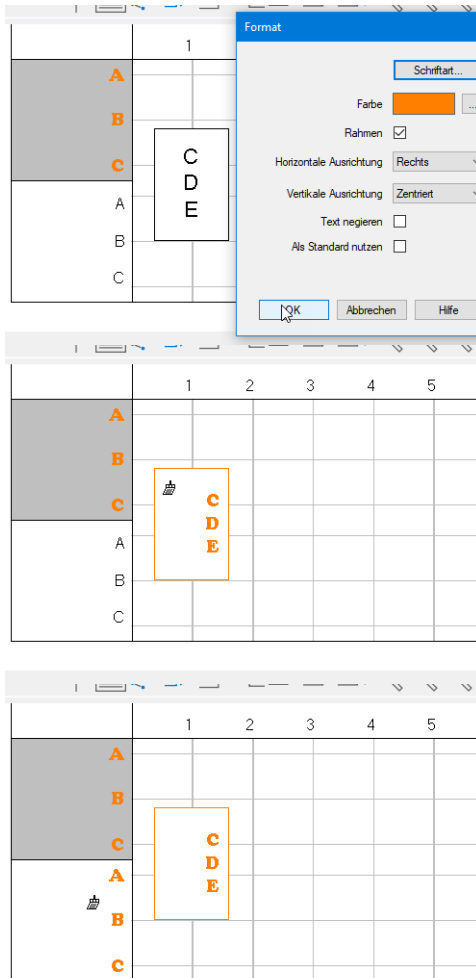 Format
1
Schriftart...
A
Farbe
...
B
Rahmen
C
C
Horizontale Ausrichtung Rechts
D
A
Vertikale Ausrichtung Zentriert
E
Text negieren
B
Als Standard nutzen
C
OK Abbrechen Hilfe
1 2 3 4 5
A
B
C
C
D
A
E
B
C
1 2 3 4 5
A
B
C
C
D
A
E
B
C